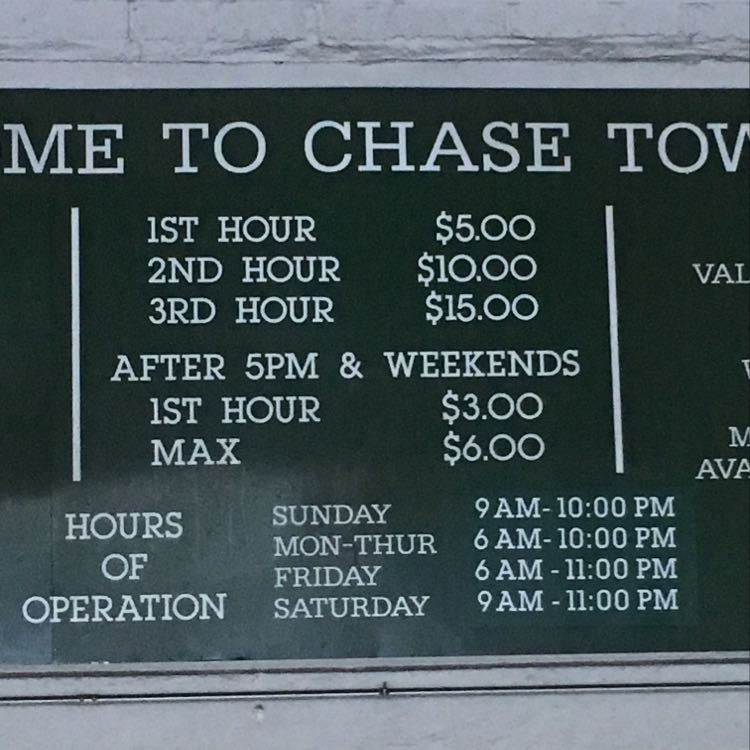 OME TO CHASE TOW
1ST HOUR $5.00
2ND HOUR $10.00
3RD HOUR $15.00
AFTER 5PM & WEEKENDS
1ST HOUR $3.00
MAX $6.00
VAL
M
AVA
HOURS
OF
OPERATION
SUNDAY 9 AM - 10:00 PM
MON-THUR 6 AM - 10:00 PM
FRIDAY 6 AM - 11:00 PM
SATURDAY 9 AM - 11:00 PM